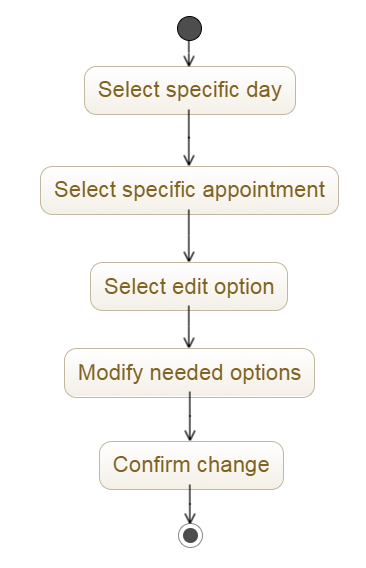 Select specific day
Select specific appointment
Select edit option
Modify needed options
Confirm change